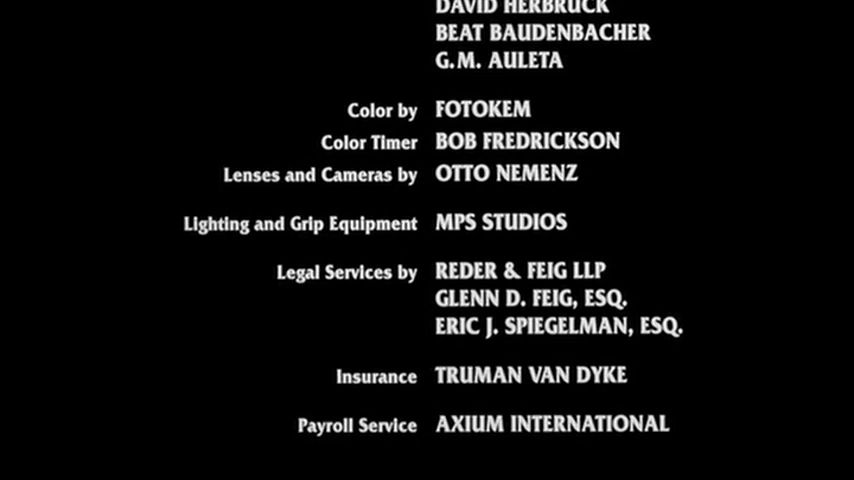 DAVID HERBRUCK
BEAT BAUDENBACHER
G.M. AULETA
Color by FOTOKEM
Color Timer BOB FREDRICKSON
Lenses and Cameras by OTTO NEMENZ
Lighting and Grip Equipment MPS STUDIOS
Legal Services by REDER & FEIG LLP
GLENN D. FEIG, ESQ.
ERIC J. SPIEGELMAN, ESQ.
Insurance TRUMAN VAN DYKE
Payroll Service AXIUM INTERNATIONAL